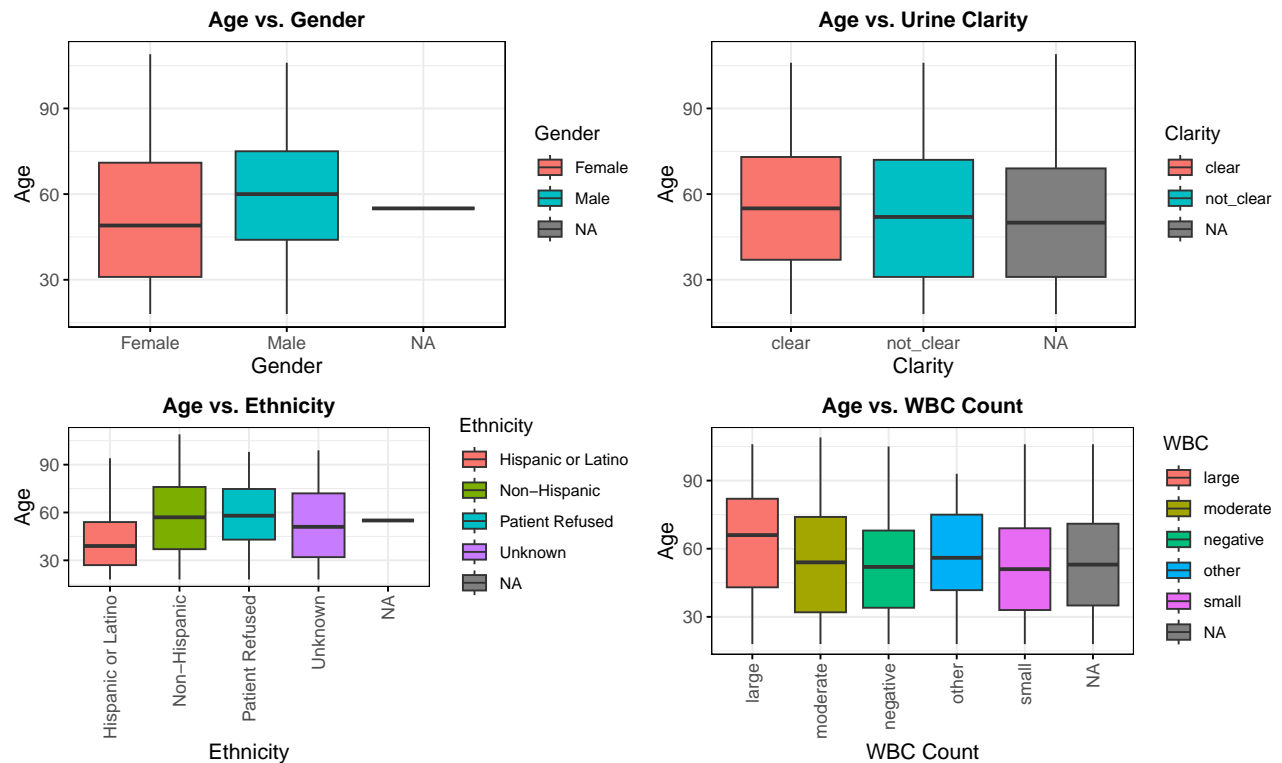 Age vs. Gender
Age
90
60
30
Female
Male
NA
Gender
Gender
Female
Male
NA
Age vs. Urine Clarity
Age
90
60
30
clear
not_clear
NA
Clarity
Clarity
clear
not_clear
NA
Age vs. Ethnicity
Age
90
60
30
Hispanic or Latino
Non−Hispanic
Patient Refused
Unknown
NA
Ethnicity
Ethnicity
Hispanic or Latino
Non−Hispanic
Patient Refused
Unknown
NA
Age vs. WBC Count
Age
90
60
30
large
moderate
negative
other
small
NA
WBC Count
WBC
large
moderate
negative
other
small
NA